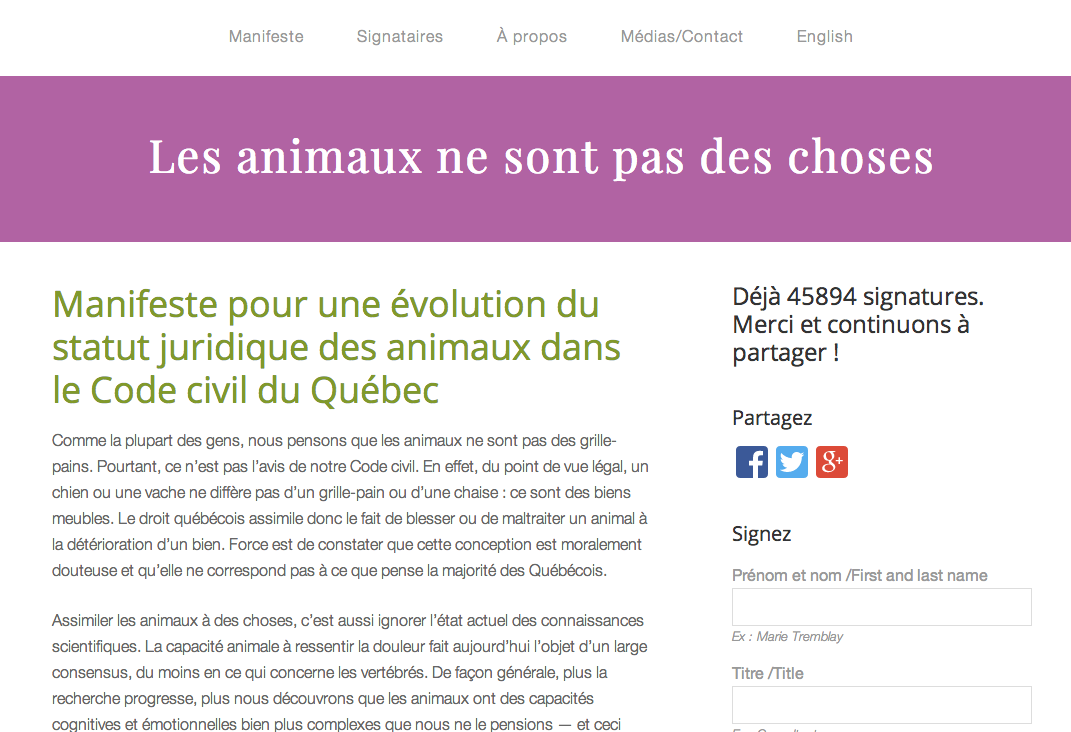 Manifeste Signataires À propos Médias/Contact English
Les animaux ne sont pas des choses
Manifeste pour une évolution du
statut juridique des animaux dans
le Code civil du Québec
Comme la plupart des gens, nous pensons que les animaux ne sont pas des grille-
pains. Pourtant, ce n'est pas l'avis de notre Code civil. En effet, du point de vue légal, un
chien ou une vache ne diffère pas d'un grille-pain ou d'une chaise : ce sont des biens
meubles. Le droit québécois assimile donc le fait de blesser ou de maltraiter un animal à
la détérioration d'un bien. Force est de constater que cette conception est moralement
douteuse et qu'elle ne correspond pas à ce que pense la majorité des Québécois.
Assimiler les animaux à des choses, c'est aussi ignorer l'état actuel des connaissances
scientifiques. La capacité animale à ressentir la douleur fait aujourd'hui l'objet d'un large
consensus, du moins en ce qui concerne les vertébrés. De façon générale, plus la
recherche progresse, plus nous découvrons que les animaux ont des capacités
cognitives et émotionnelles bien plus complexes que nous ne le pensions — et ceci
Déjà 45894 signatures.
Merci et continuons à
partager !
Partagez
Signez
Prénom et nom /First and last name
Ex : Marie Tremblay
Titre /Title